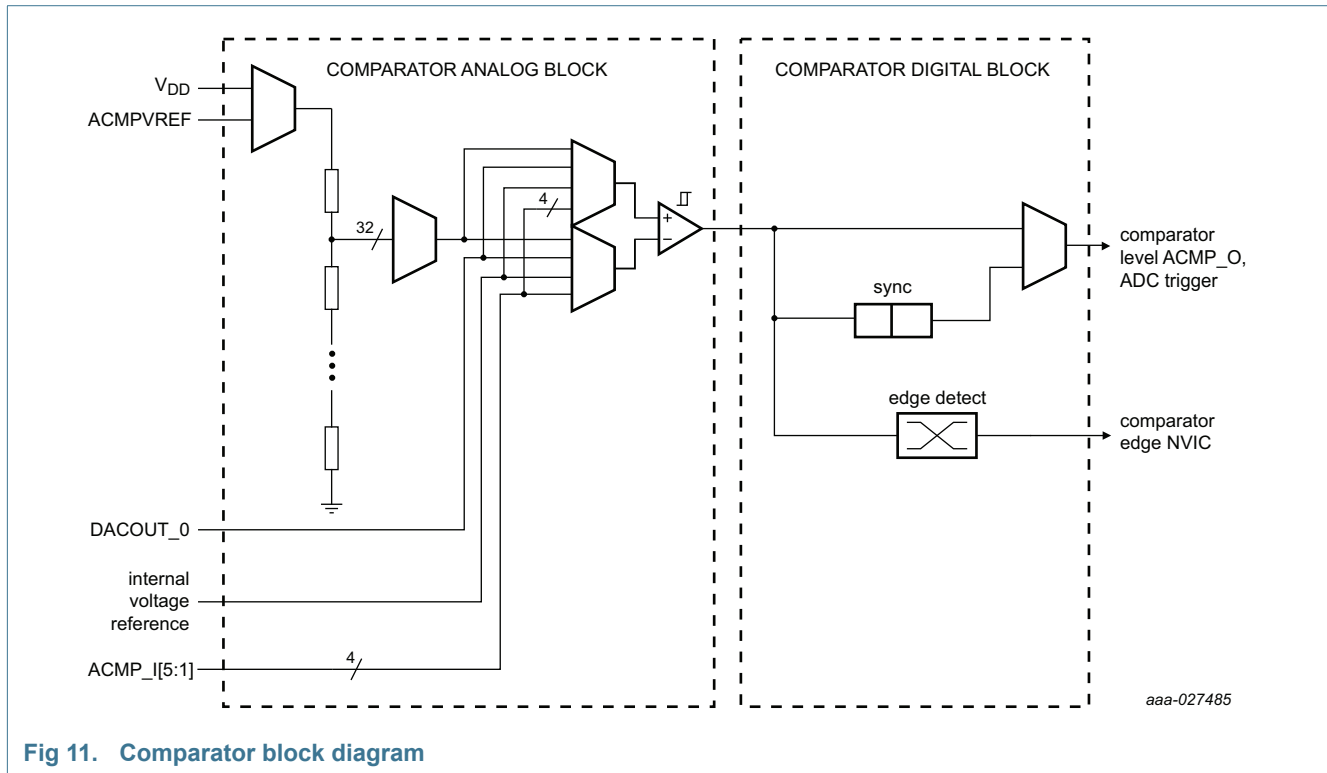 COMPARATOR ANALOG BLOCK
COMPARATOR DIGITAL BLOCK
VDD
ACMPVREF
32
4
+
−
sync
edge detect
comparator
level ACMP_O,
ADC trigger
comparator
edge NVIC
DACOUT_0
internal
voltage
reference
ACMP_I[5:1]
4
aaa-027485
Fig 11. Comparator block diagram